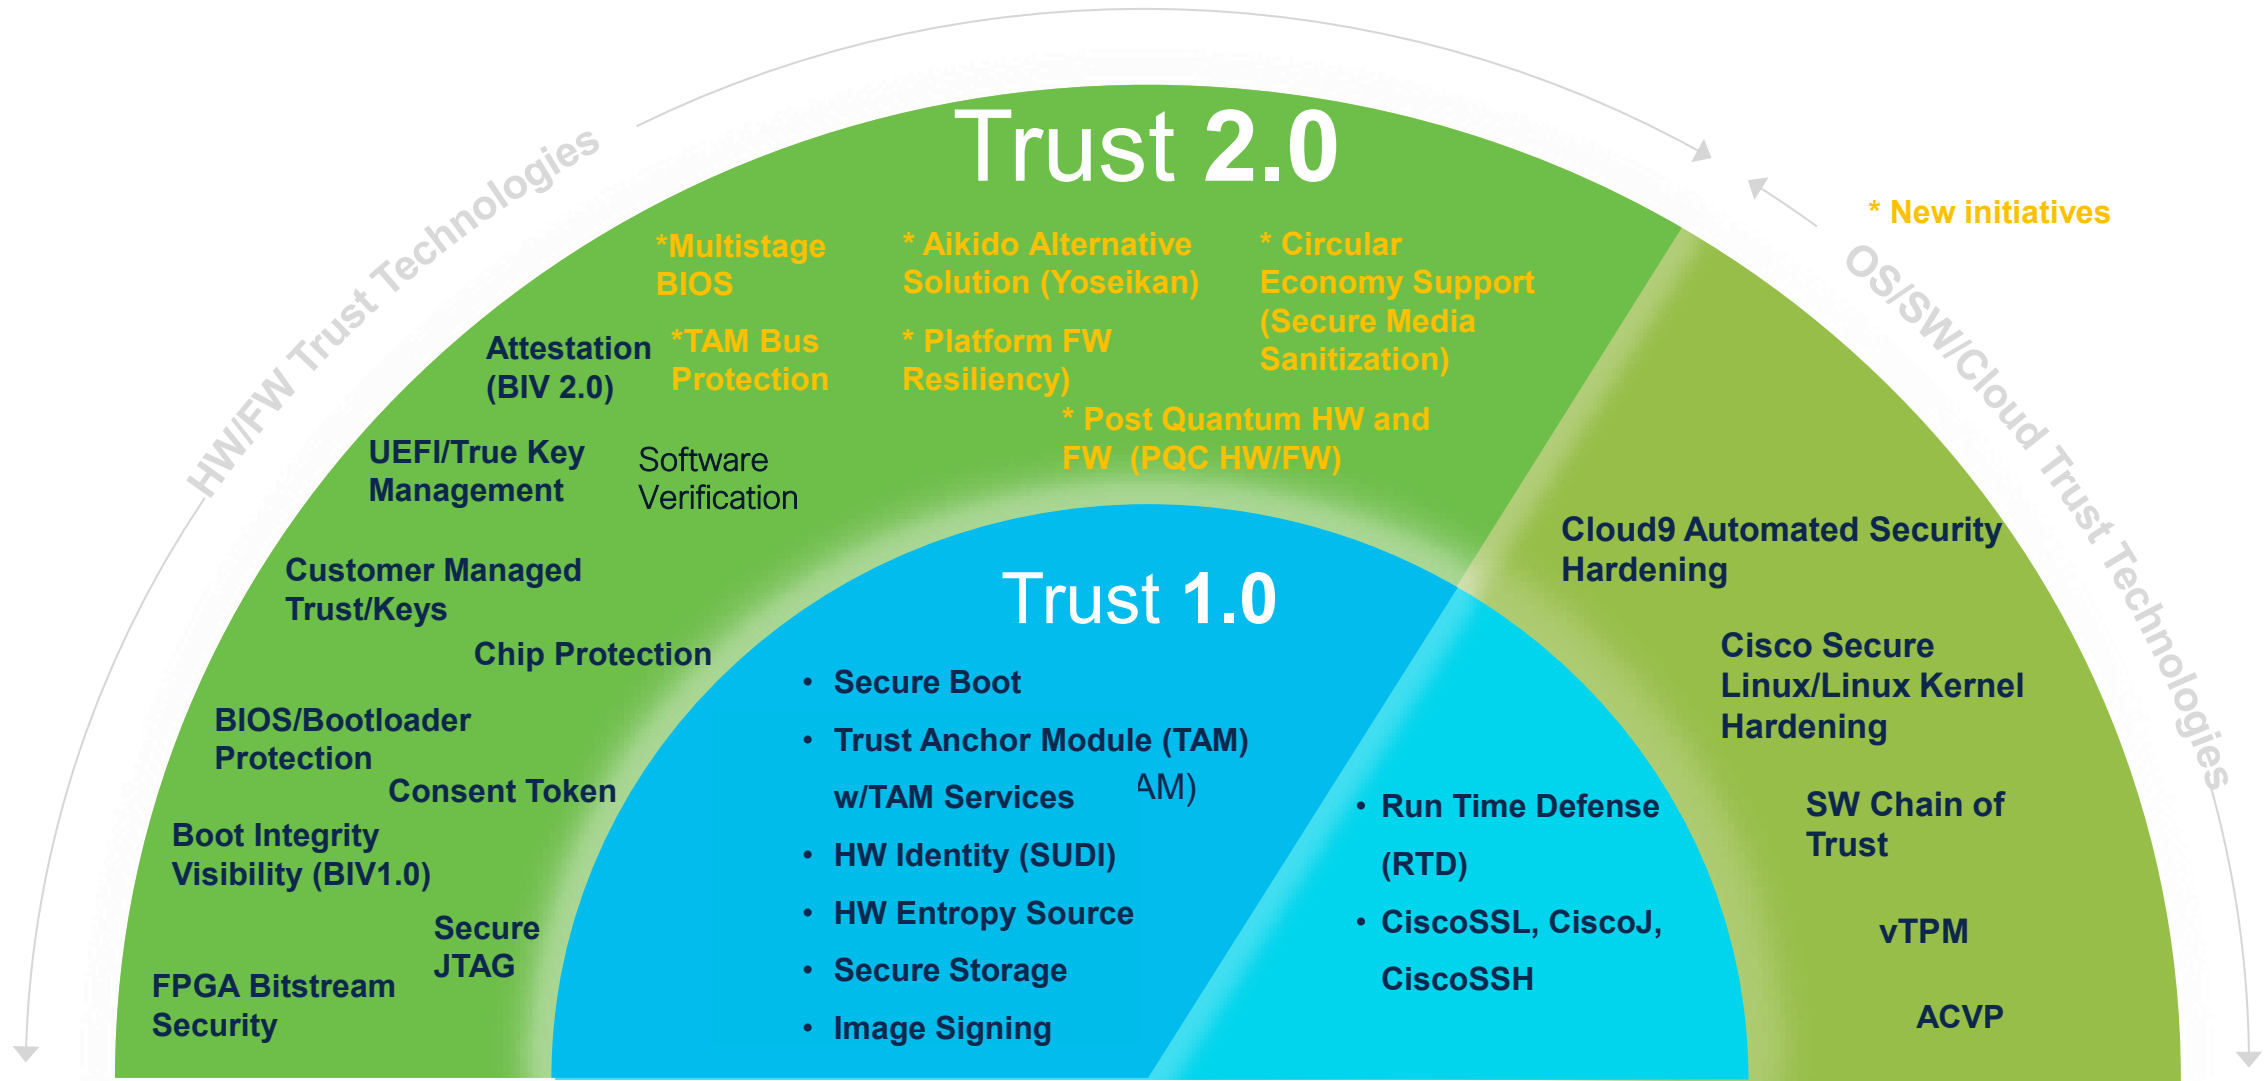 Trust 2.0
HW/FW Trust Technologies
OS/SW/Cloud Trust Technologies
* New initiatives
*Multistage
BIOS
* Aikido Alternative
Solution (Yoseikan)
* Circular
Economy Support
(Secure Media
Sanitization)
*TAM Bus
Protection
* Platform FW
Resiliency)
* Post Quantum HW and
FW (PQC HW/FW)
Attestation
(BIV 2.0)
UEFI/True Key
Management
Software
Verification
Customer Managed
Trust/Keys
Chip Protection
BIOS/Bootloader
Protection
Consent Token
Boot Integrity
Visibility (BIV1.0)
Secure
JTAG
FPGA Bitstream
Security
Trust 1.0
• Secure Boot
• Trust Anchor Module (TAM)
w/TAM Services
AM)
• HW Identity (SUDI)
• HW Entropy Source
• Secure Storage
• Image Signing
• Run Time Defense
(RTD)
• CiscoSSL, CiscoJ,
CiscoSSH
Cloud9 Automated Security
Hardening
Cisco Secure
Linux/Linux Kernel
Hardening
SW Chain of
Trust
vTPM
ACVP